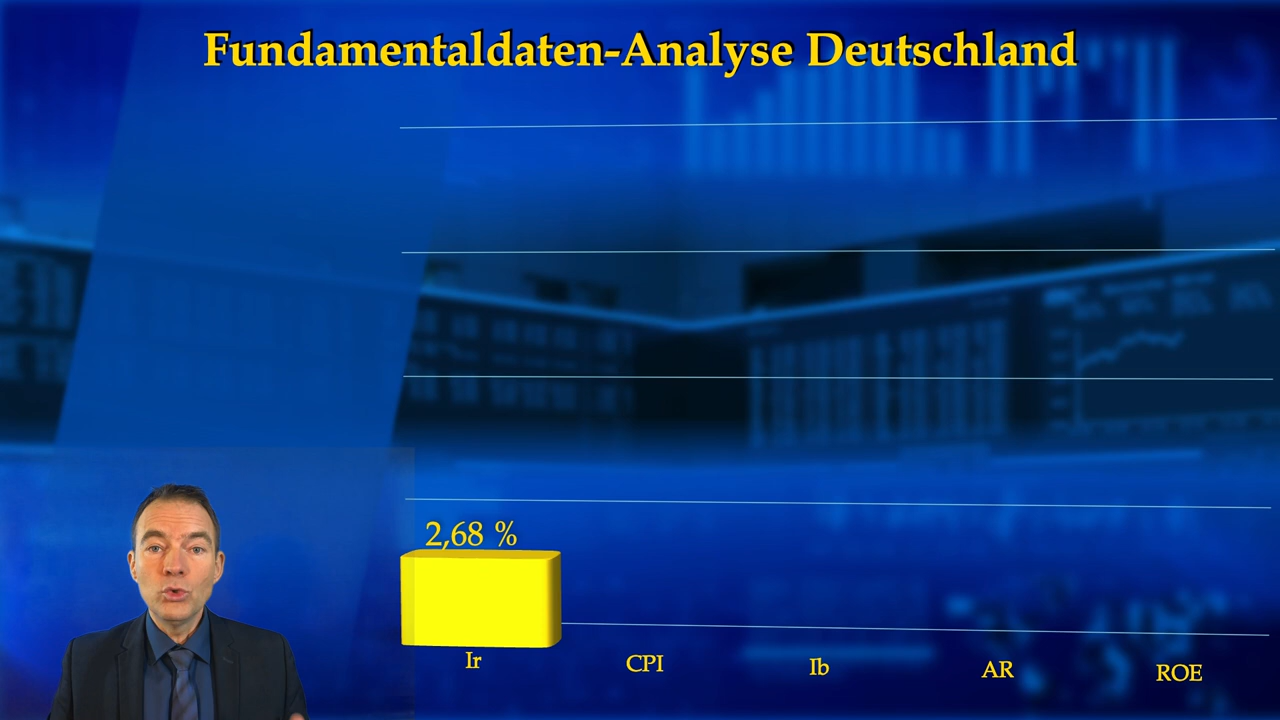 Fundamentaldaten-Analyse Deutschland
2,68 %
Ir
CPI
Ib
AR
ROE